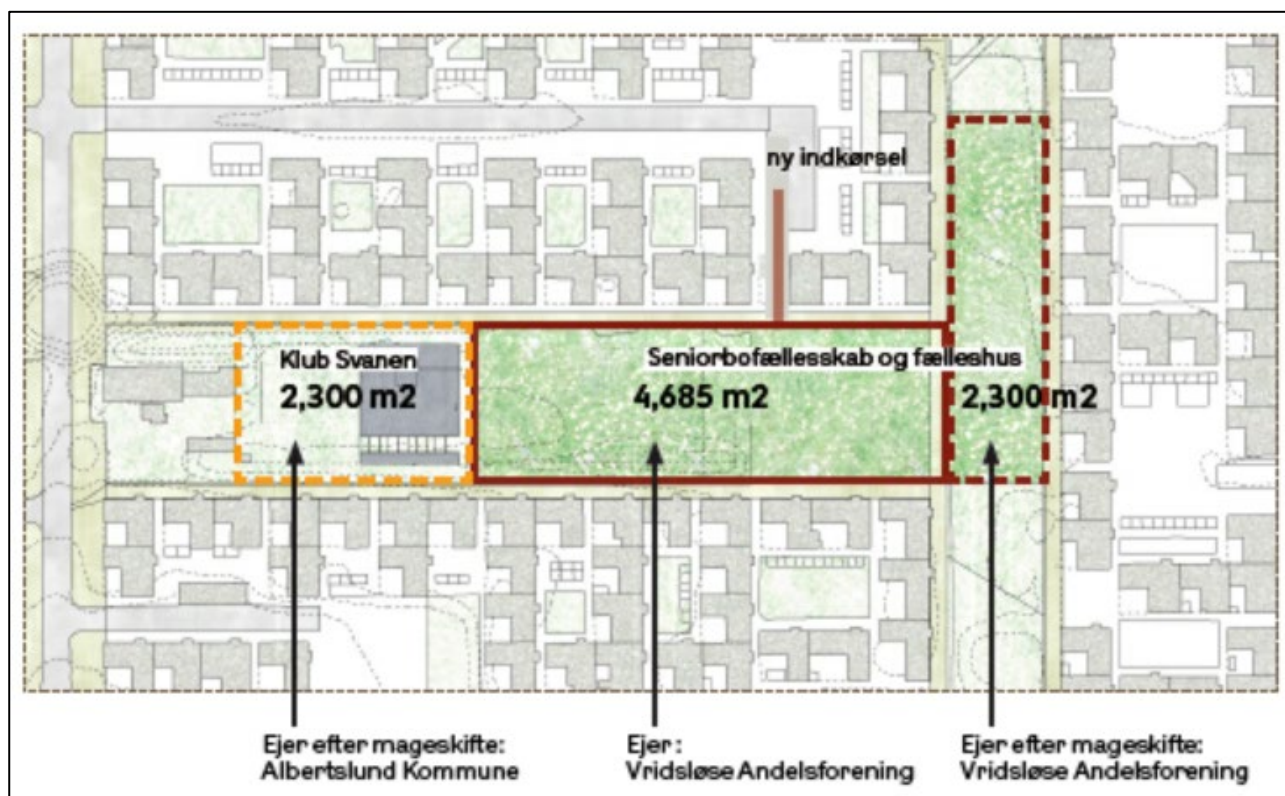 ny indkørsel
Klub Svanen
2,300 m2
Seniorbofællesskab og fælleshus
4,685 m2
2,300 m2
Ejer efter mageskifte:
Albertslund Kommune
Ejer :
Vridsløse Andelsforening
Ejer efter mageskifte:
Vridsløse Andelsforening